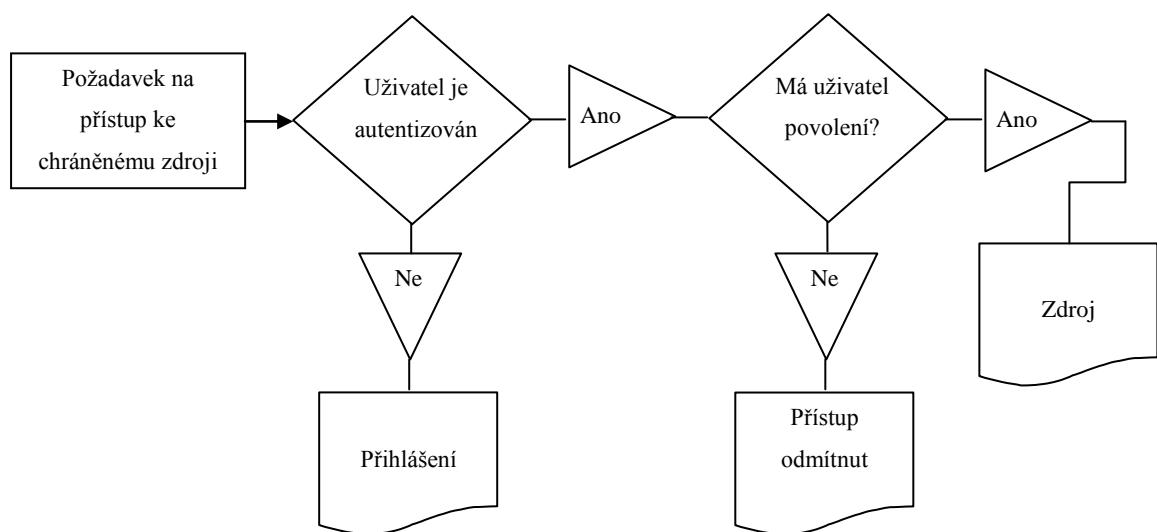 Požadavek na
přístup ke
chráněnému zdroji
Uživatel je
autentizován
Ano
Má uživatel
povolení?
Ano
Ne
Ne
Zdroj
Přihlášení
Přístup
odmítnut